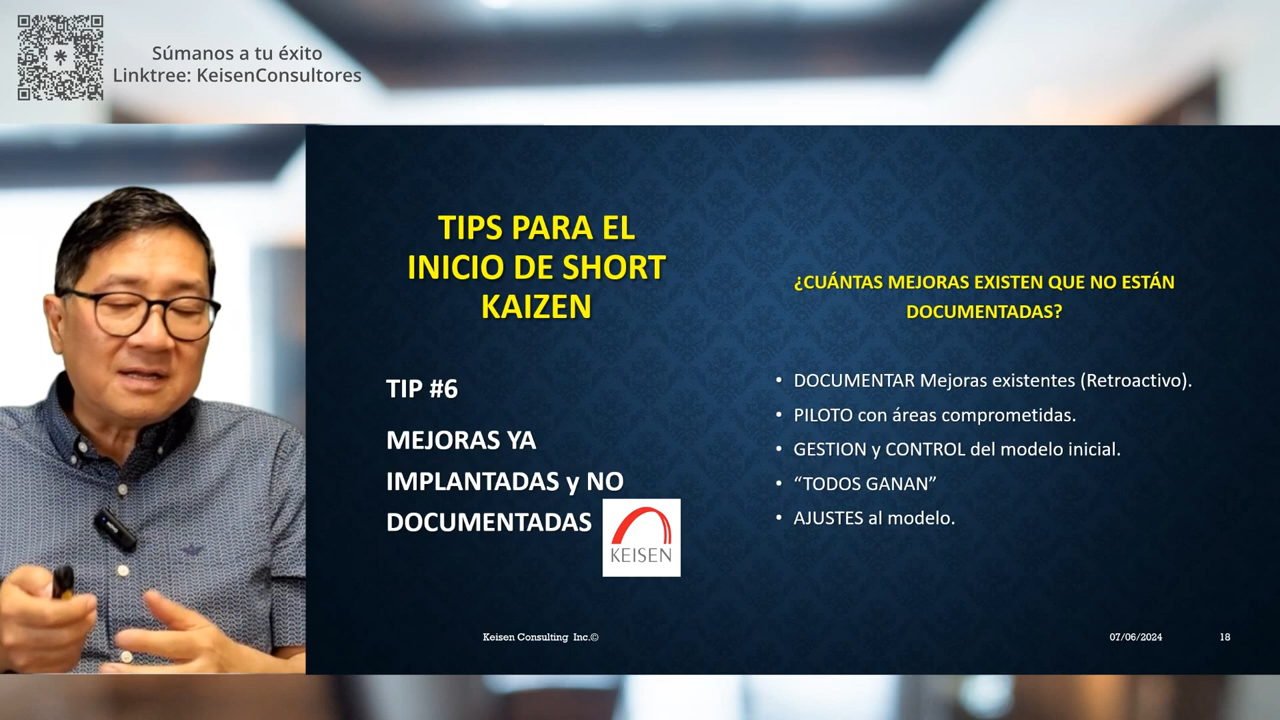 Súmanos a tu éxito
Linktree: KeisenConsultores
TIPS PARA EL
INICIO DE SHORT
KAIZEN
TIP #6
MEJORAS YA
IMPLANTADAS y NO
DOCUMENTADAS
KEISEN
¿CUÁNTAS MEJORAS EXISTEN QUE NO ESTÁN
DOCUMENTADAS?
• DOCUMENTAR Mejoras existentes (Retroactivo).
• PILOTO con áreas comprometidas.
• GESTION y CONTROL del modelo inicial.
• “TODOS GANAN”
• AJUSTES al modelo.
Keisen Consulting Inc.©
07/06/2024
18